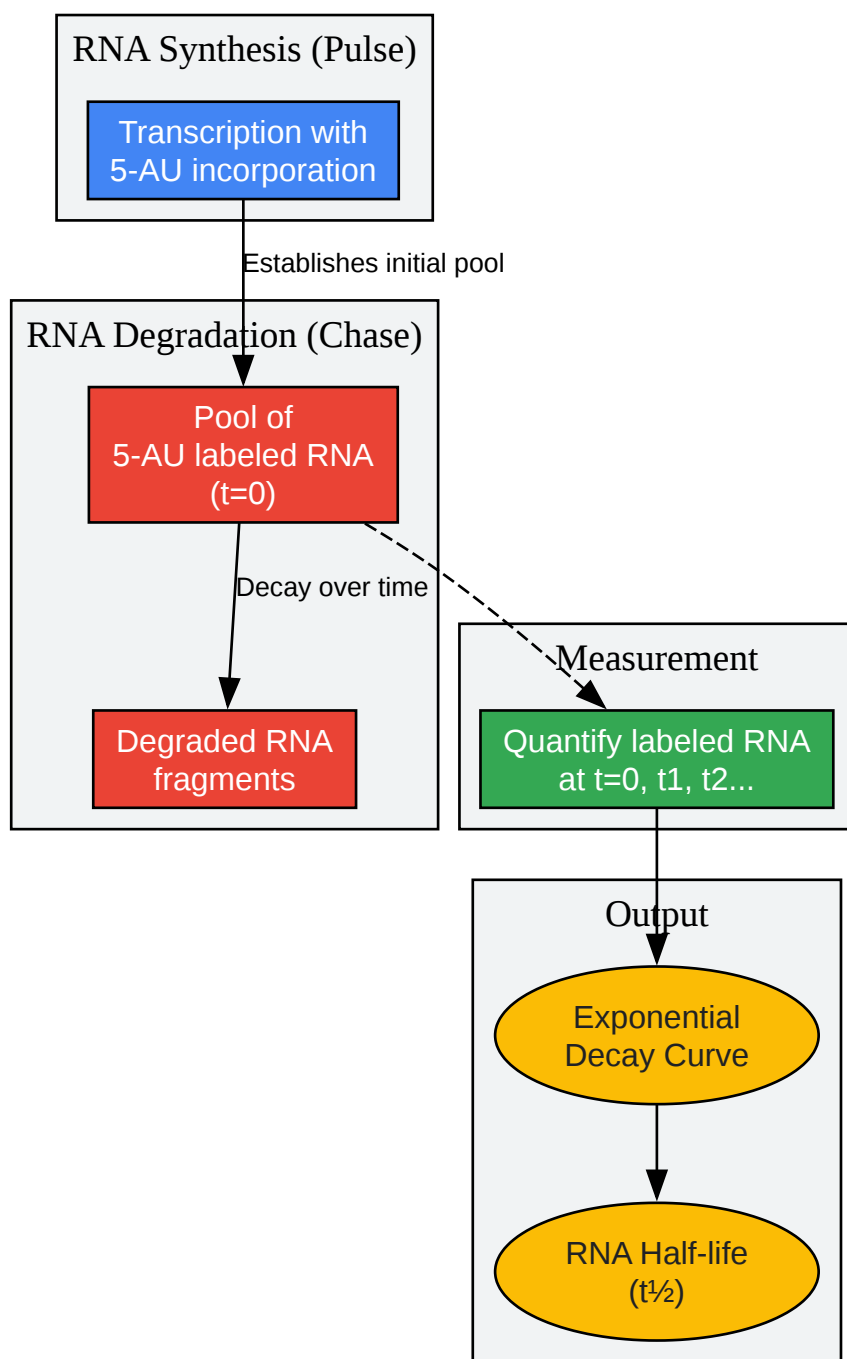 RNA Synthesis (Pulse)
Transcription with
5-AU incorporation
Establishes initial pool
RNA Degradation (Chase)
Pool of
5-AU labeled RNA
(t=0)
Decay over time
Degraded RNA
fragments
Measurement
Quantify labeled RNA
at t=0, t1, t2...
Output
Exponential
Decay Curve
RNA Half-life
(t½)